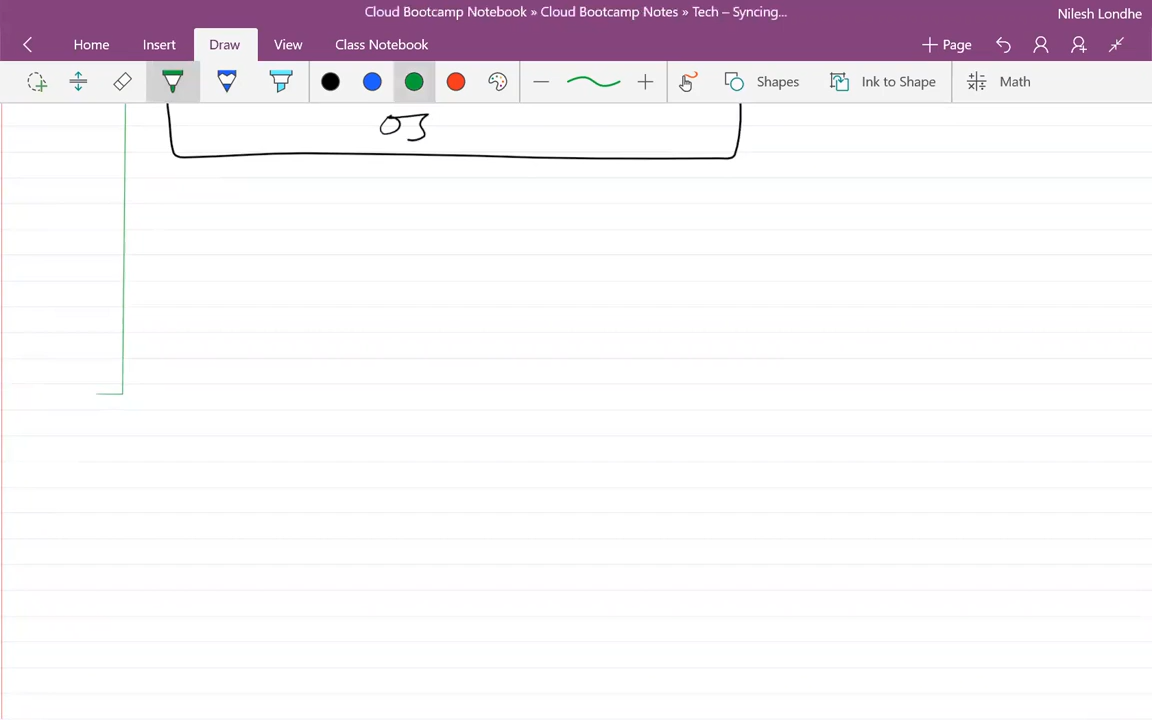 Cloud Bootcamp Notebook » Cloud Bootcamp Notes » Tech – Syncing...
Nilesh Londhe
Home Insert Draw View Class Notebook Page
Shapes Ink to Shape Math
03